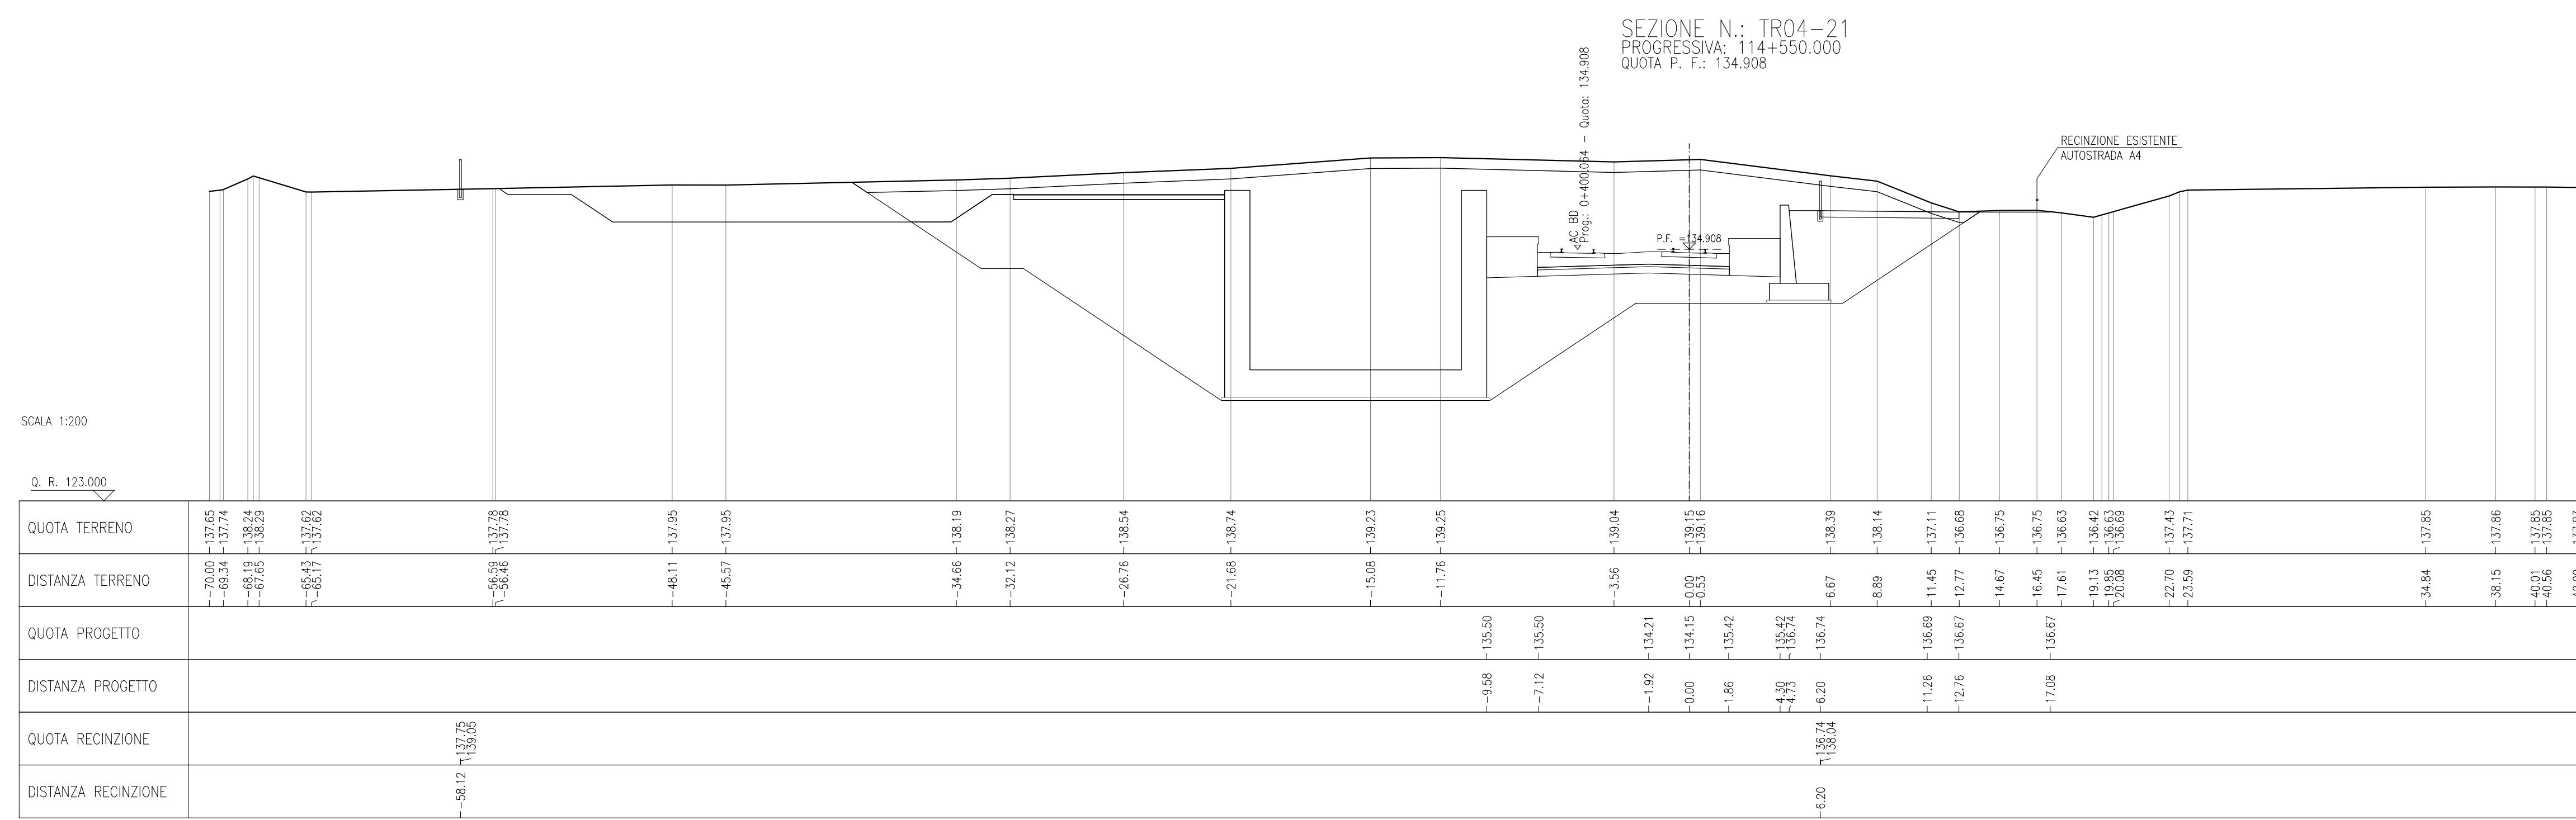 SEZIONE N.: TR04-21
PROGRESSIVA: 114+550.000
QUOTA P. F.: 134.908
AC BD
Prog.: 0+400.064 - Quota: 134.908
P.F. =134.908
RECINZIONE ESISTENTE
AUTOSTRADA A4
SCALA 1:200
Q. R. 123.000
QUOTA TERRENO 137.65 137.74 138.24 138.29 137.62 137.62 137.78 137.78 137.95 137.95 138.19 138.27 138.54 138.74 139.23 139.25 139.04 139.15 139.16 138.39 138.14 137.11 136.68 136.75 136.75 136.63 136.42 136.63 136.69 137.43 137.71 137.85 137.86 137.85 137.85
DISTANZA TERRENO -70.00 -69.34 -68.19 -67.65 -65.43 -65.17 -56.59 -56.46 -48.11 -45.57 -34.66 -32.12 -26.76 -21.68 -15.08 -11.76 -3.56 0.00 0.53 6.67 8.89 11.45 12.77 14.67 16.45 17.61 19.13 19.85 20.08 22.70 23.59 34.84 38.15 40.01 40.56
QUOTA PROGETTO 135.50 135.50 134.21 134.15 135.42 135.42 136.74 136.74 136.69 136.67 136.67
DISTANZA PROGETTO -9.58 -7.12 -1.92 0.00 1.86 4.30 4.73 6.20 11.26 12.76 17.08
QUOTA RECINZIONE 137.75 139.05 136.74 138.04
DISTANZA RECINZIONE -58.12 6.20